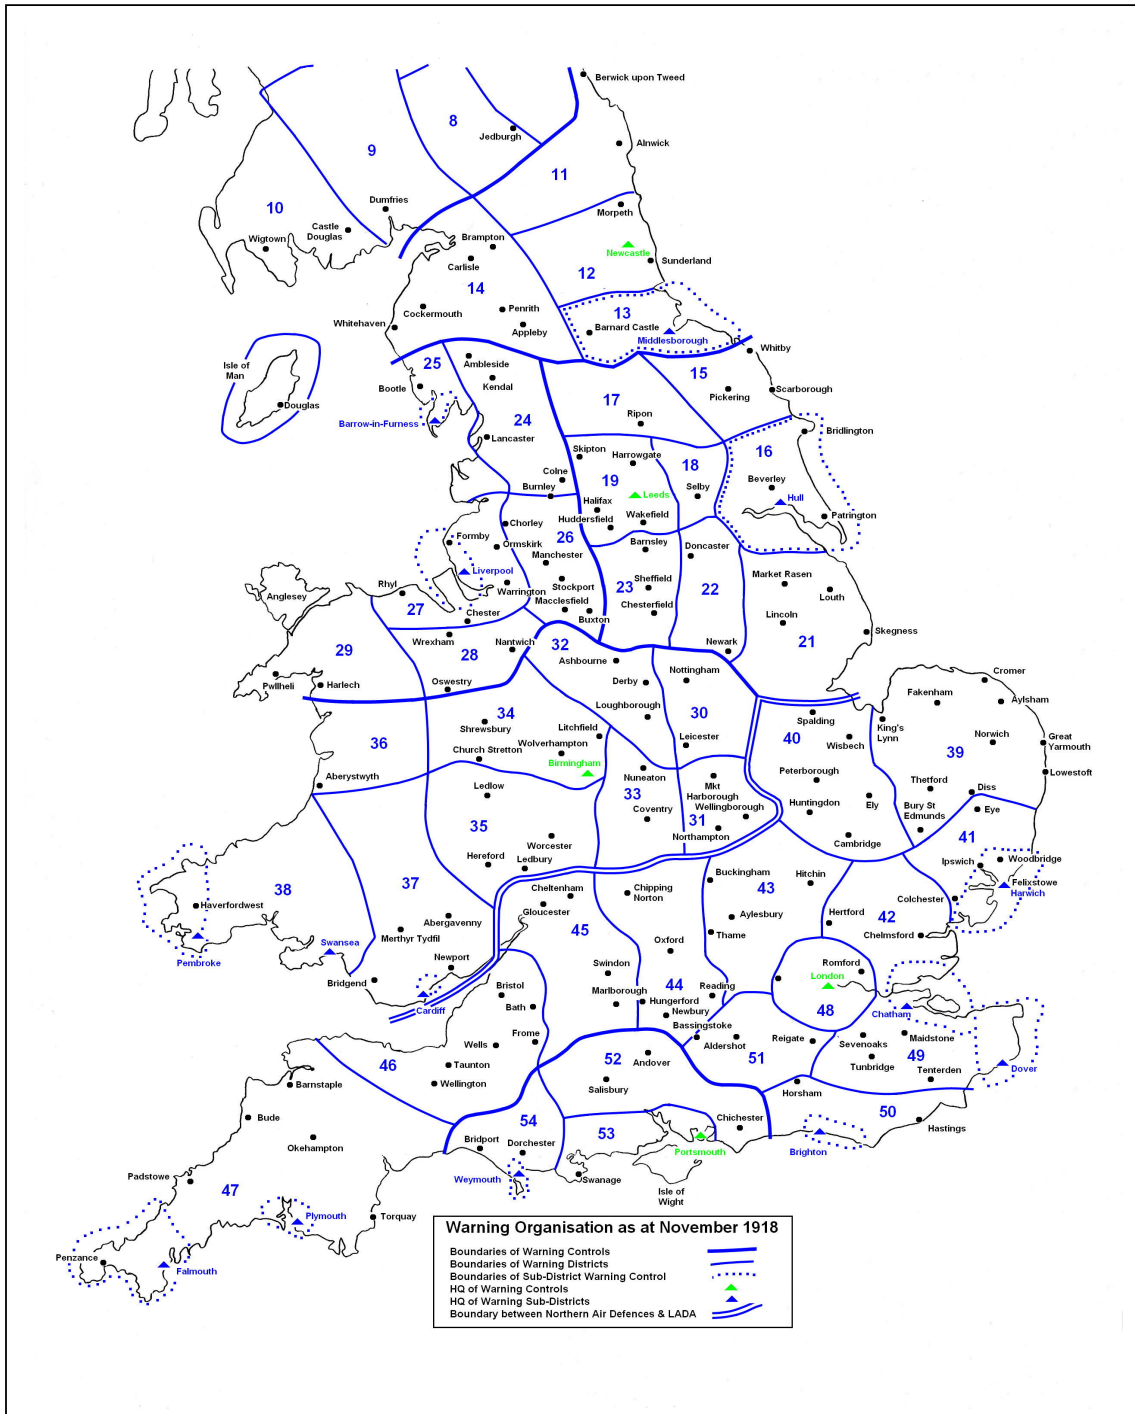 Berwick upon Tweed
8
Jedburgh
Alnwick
9
11
Dumfries
Morpeth
10
Castle
Douglas
Wigtown
Brampton
Newcastle
Carlisle
Sunderland
12
14
Penrith
13
Cockermouth
Whitehaven
Appleby
Barnard Castle
Middlesborough
Whitby
25
Ambleside
Isle of
Man
15
Kendal
Bootle
Pickering
Scarborough
Douglas
17
24
Ripon
Barrow-in-Furness
Bridlington
Lancaster
Skipton
Harrowgate
18
16
Colne
19
Beverley
Burnley
Leeds
Selby
Hull
Halifax
Patrington
Chorley
Huddersfield
Wakefield
Formby
26
Ormskirk
Barnsley
Manchester
Doncaster
Liverpool
Market Rasen
Rhyl
Stockport
23
Sheffield
22
Anglesey
Warrington
Louth
27
Macclesfield
Chesterfield
Chester
Buxton
Lincoln
Skegness
Wrexham
Nantwich
32
Newark
21
29
28
Ashbourne
Nottingham
Pwllheli
Harlech
Oswestry
Derby
Cromer
Fakenham
Aylsham
34
Loughborough
30
Spalding
Shrewsbury
Litchfield
King's
Lynn
40
Wisbech
Norwich
36
Church Stretton
Wolverhampton
Leicester
39
Great
Yarmouth
Birmingham
Aberystwyth
Nuneaton
Peterborough
Lowestoft
Ledlow
33
Mkt
Harborough
Thetford
Diss
Wellingborough
Huntingdon
Ely
Bury St
Edmunds
Eye
35
Coventry
31
Worcester
Northampton
Cambridge
41
Hereford
Ledbury
Ipswich
Woodbridge
Buckingham
Hitchin
37
Cheltenham
Chipping
Norton
43
Felixstowe
38
Harwich
Haverfordwest
Gloucester
Colchester
Abergavenny
Aylesbury
42
45
Hertford
Merthyr Tydfil
Thame
Chelmsford
Swansea
Oxford
Pembroke
Newport
Swindon
Romford
London
Bridgend
44
Bristol
Marlborough
Reading
Hungerford
Cardiff
Bath
Newbury
48
Chatham
Bassingstoke
Frome
Aldershot
Reigate
Wells
52
51
Sevenoaks
Maidstone
46
Taunton
Andover
49
Tunbridge
Barnstaple
Wellington
Salisbury
Tenterden
Dover
Horsham
Bude
54
50
53
Chichester
Hastings
Okehampton
Bridport
Dorchester
Portsmouth
Brighton
Padstowe
Weymouth
Swanage
47
Isle of
Wight
Plymouth
Torquay
Penzance
Falmouth
Warning Organisation as at November 1918
Boundaries of Warning Controls
Boundaries of Warning Districts
Boundaries of Sub-District Warning Control
HQ of Warning Controls
HQ of Warning Sub-Districts
Boundary between Northern Air Defences & LADA